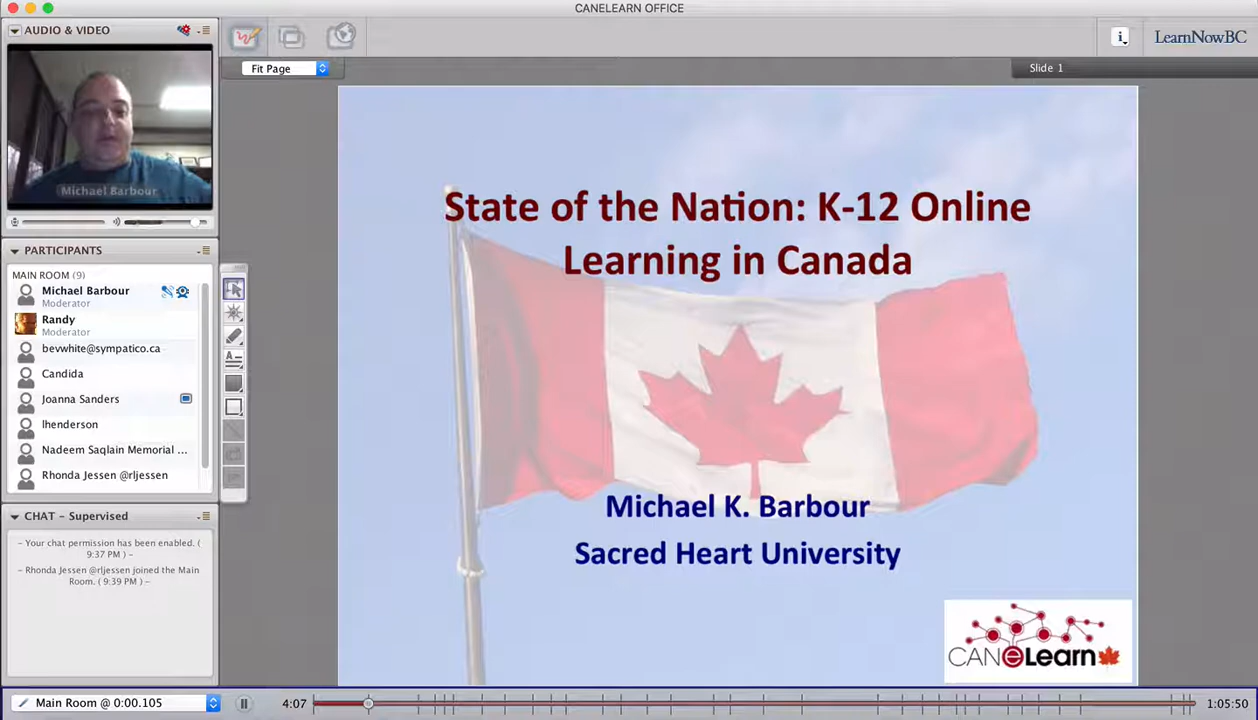 CANELEARN OFFICE
AUDIO & VIDEO
LearnNowBC
Fit Page
Slide 1
Michael Barbour
State of the Nation: K-12 Online
Learning in Canada
PARTICIPANTS
MAIN ROOM (9)
Michael Barbour
Moderator
Randy
Moderator
bevwhite@sympatico.ca
Candida
Joanna Sanders
lhenderson
Nadeem Saqlain Memorial ...
Rhonda Jessen @rljessen
Michael K. Barbour
Sacred Heart University
CHAT – Supervised
– Your chat permission has been enabled. (
9:37 PM ) –
– Rhonda Jessen @rljessen joined the Main
Room. ( 9:39 PM ) –
CANeLearn
Main Room @ 0:00.105
4:07
1:05:50